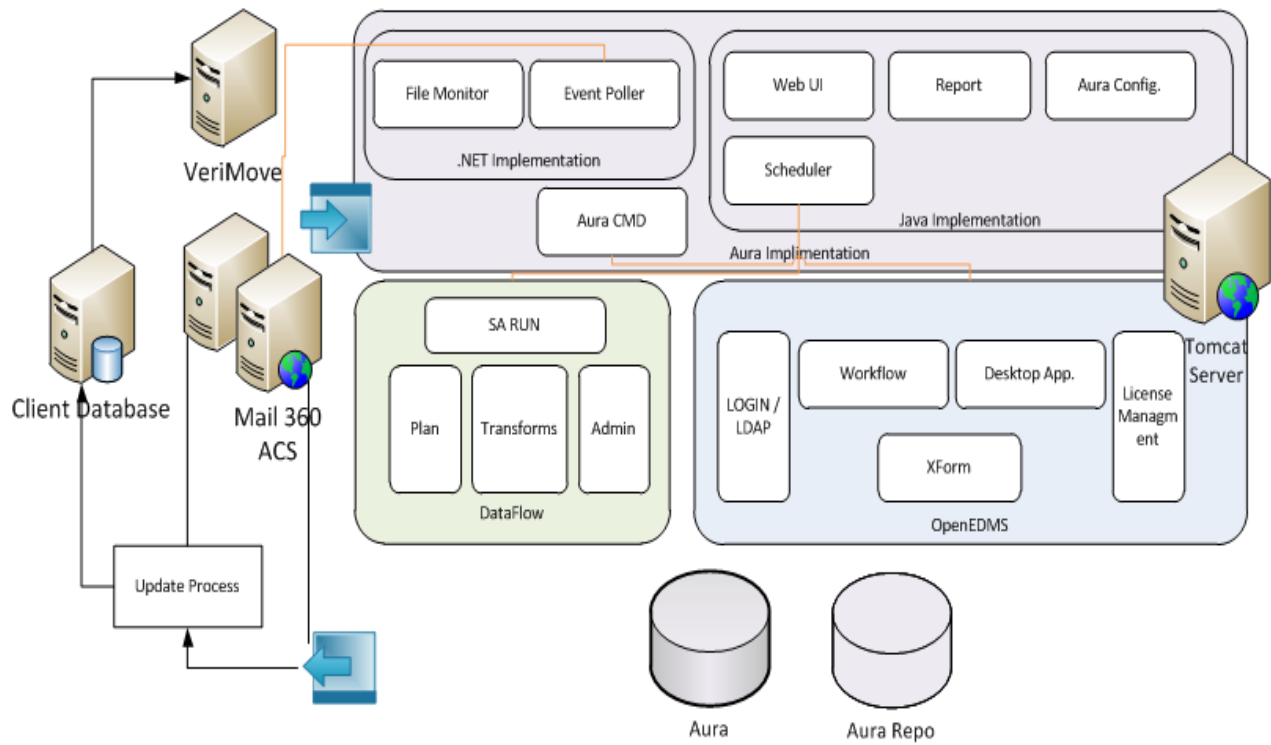 File Monitor
Event Poller
.NET Implementation
Web UI
Report
Aura Config.
Scheduler
Java Implementation
Aura CMD
Aura Implimentation
VeriMove
Client Database
Mail 360
ACS
Tomcat
Server
SA RUN
Plan
Transforms
Admin
DataFlow
LOGIN /
LDAP
Workflow
Desktop App.
License
Managm
ent
XForm
OpenEDMS
Update Process
Aura
Aura Repo